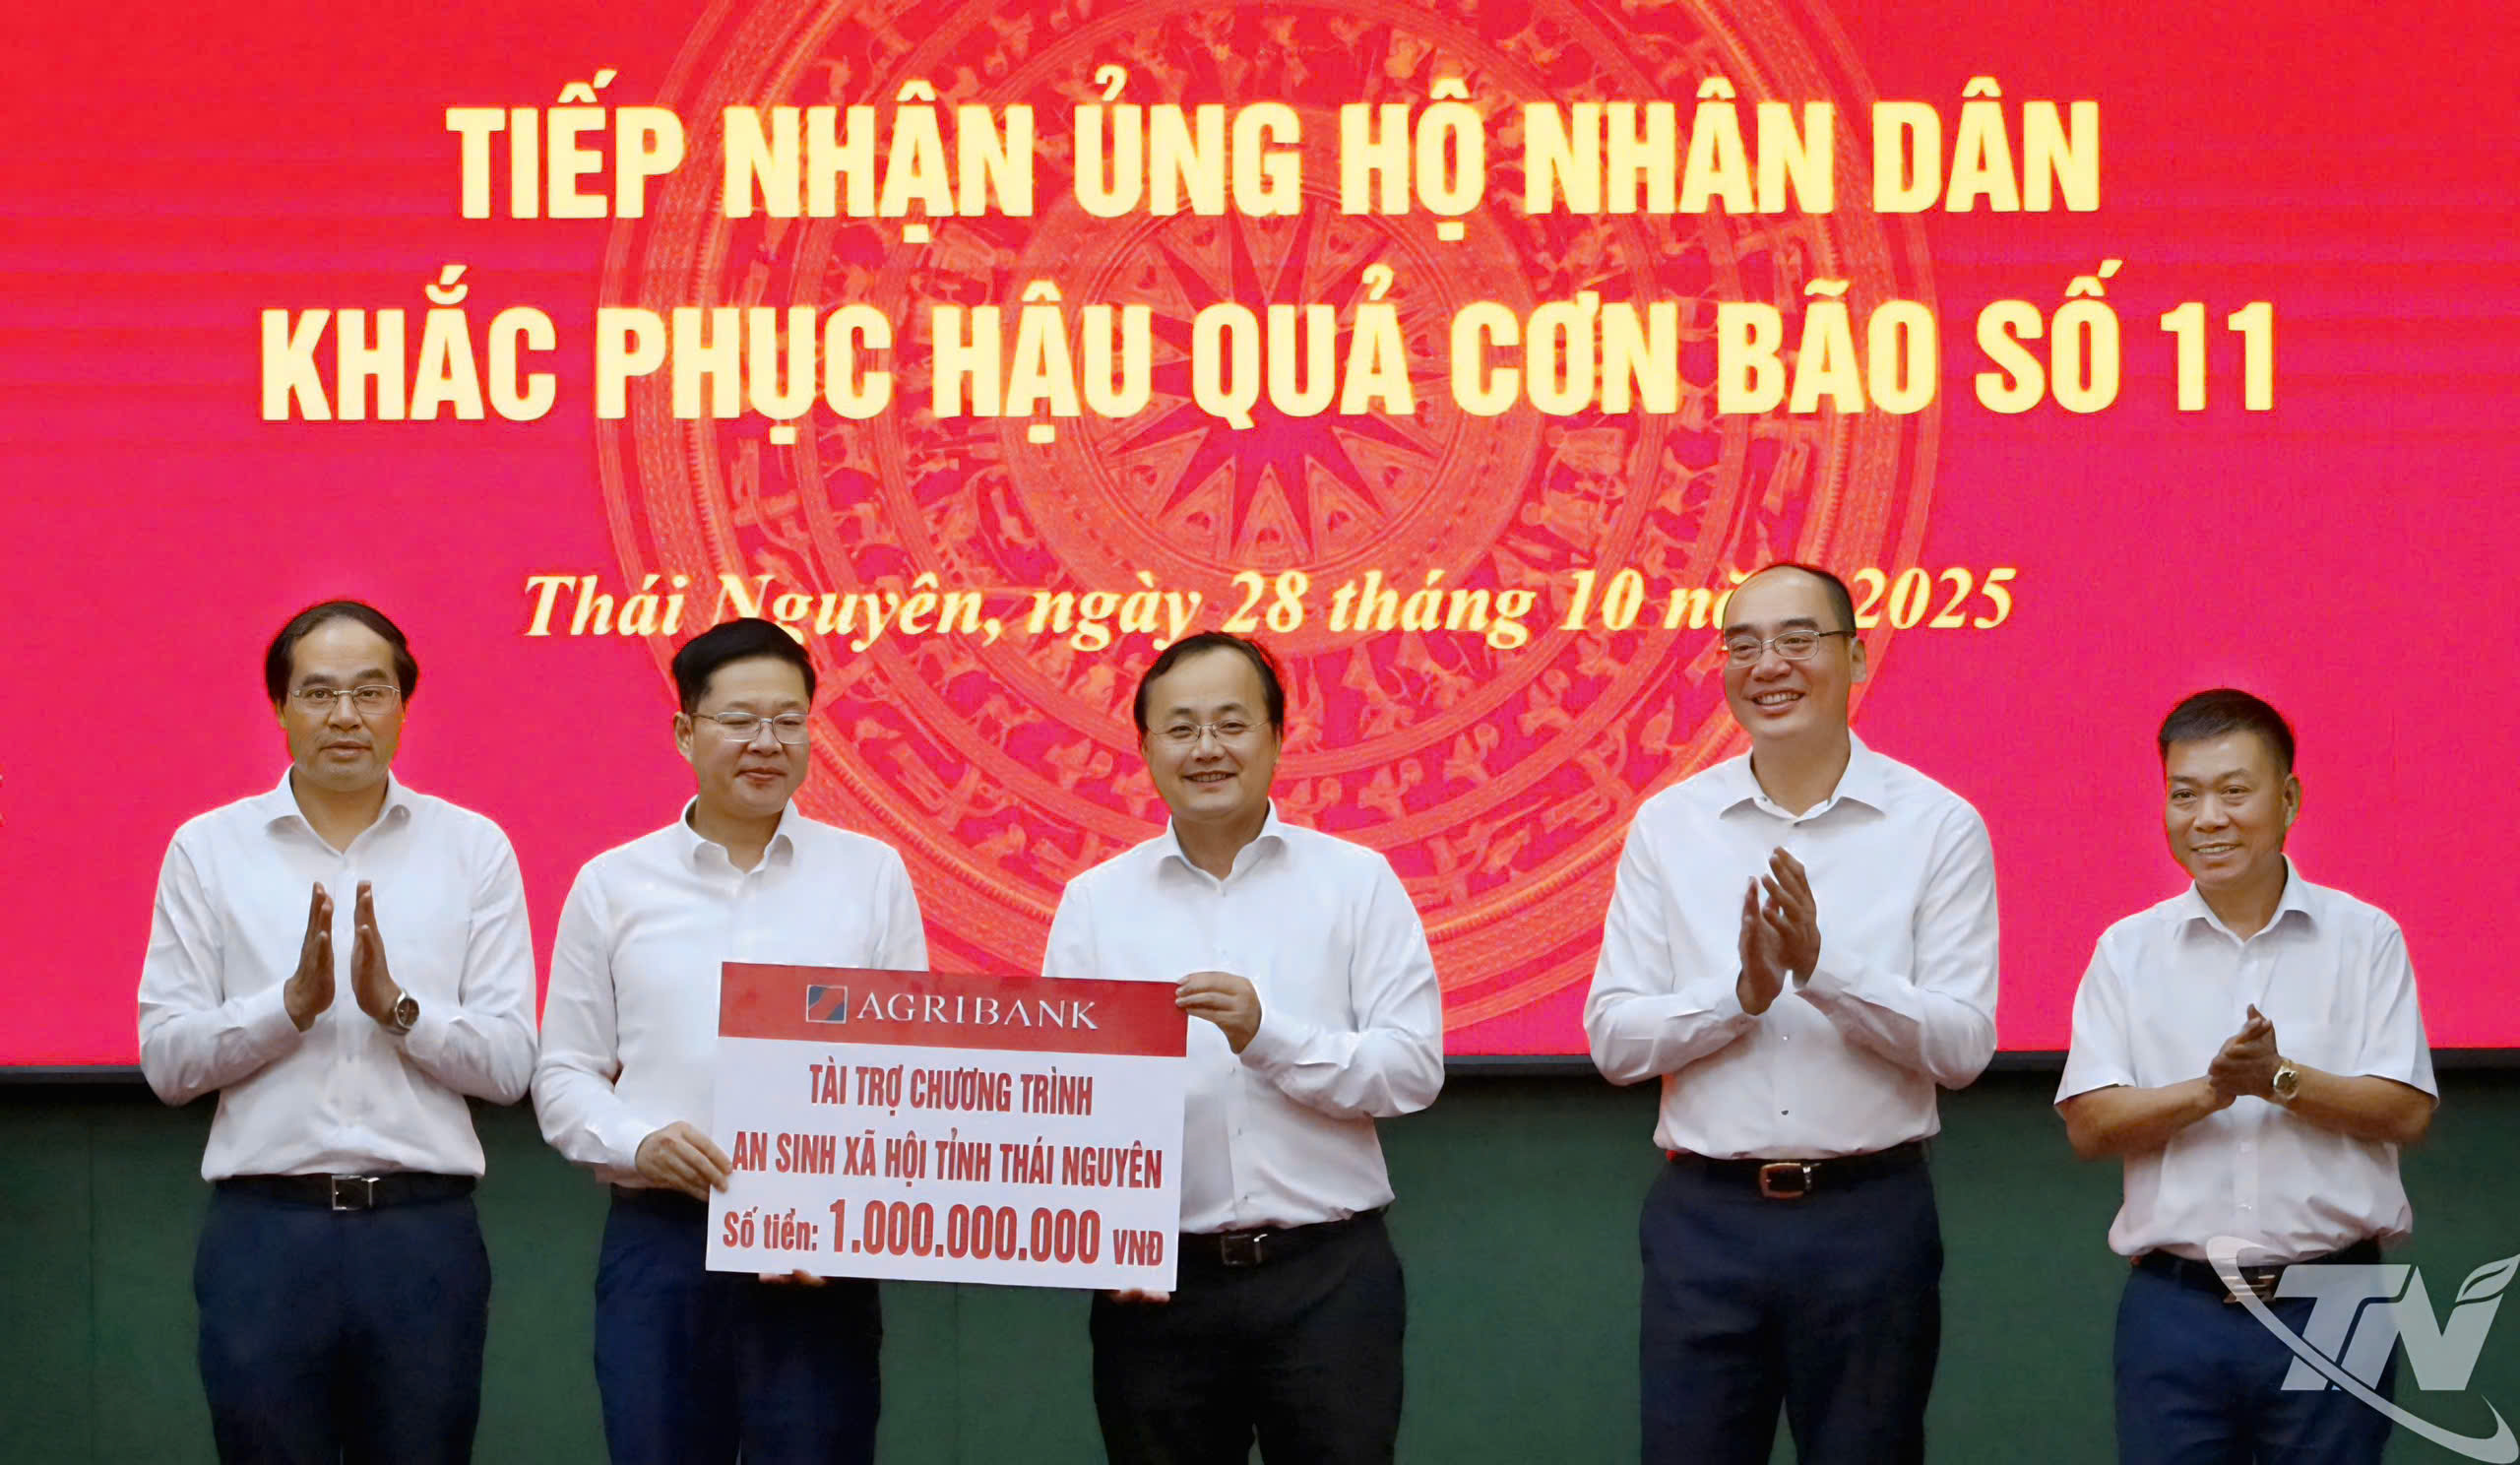 TIẾP NHẬN ỦNG HỘ NHÂN DÂN
KHẮC PHỤC HẬU QUẢ CƠN BÃO SỐ 11
Thái Nguyên, ngày 28 tháng 10 2025
AGRIBANK
TÀI TRỢ CHƯƠNG TRÌNH
AN SINH XÃ HỘI TỈNH THÁI NGUYÊN
Số tiền: 1.000.000.000 VNĐ
TN